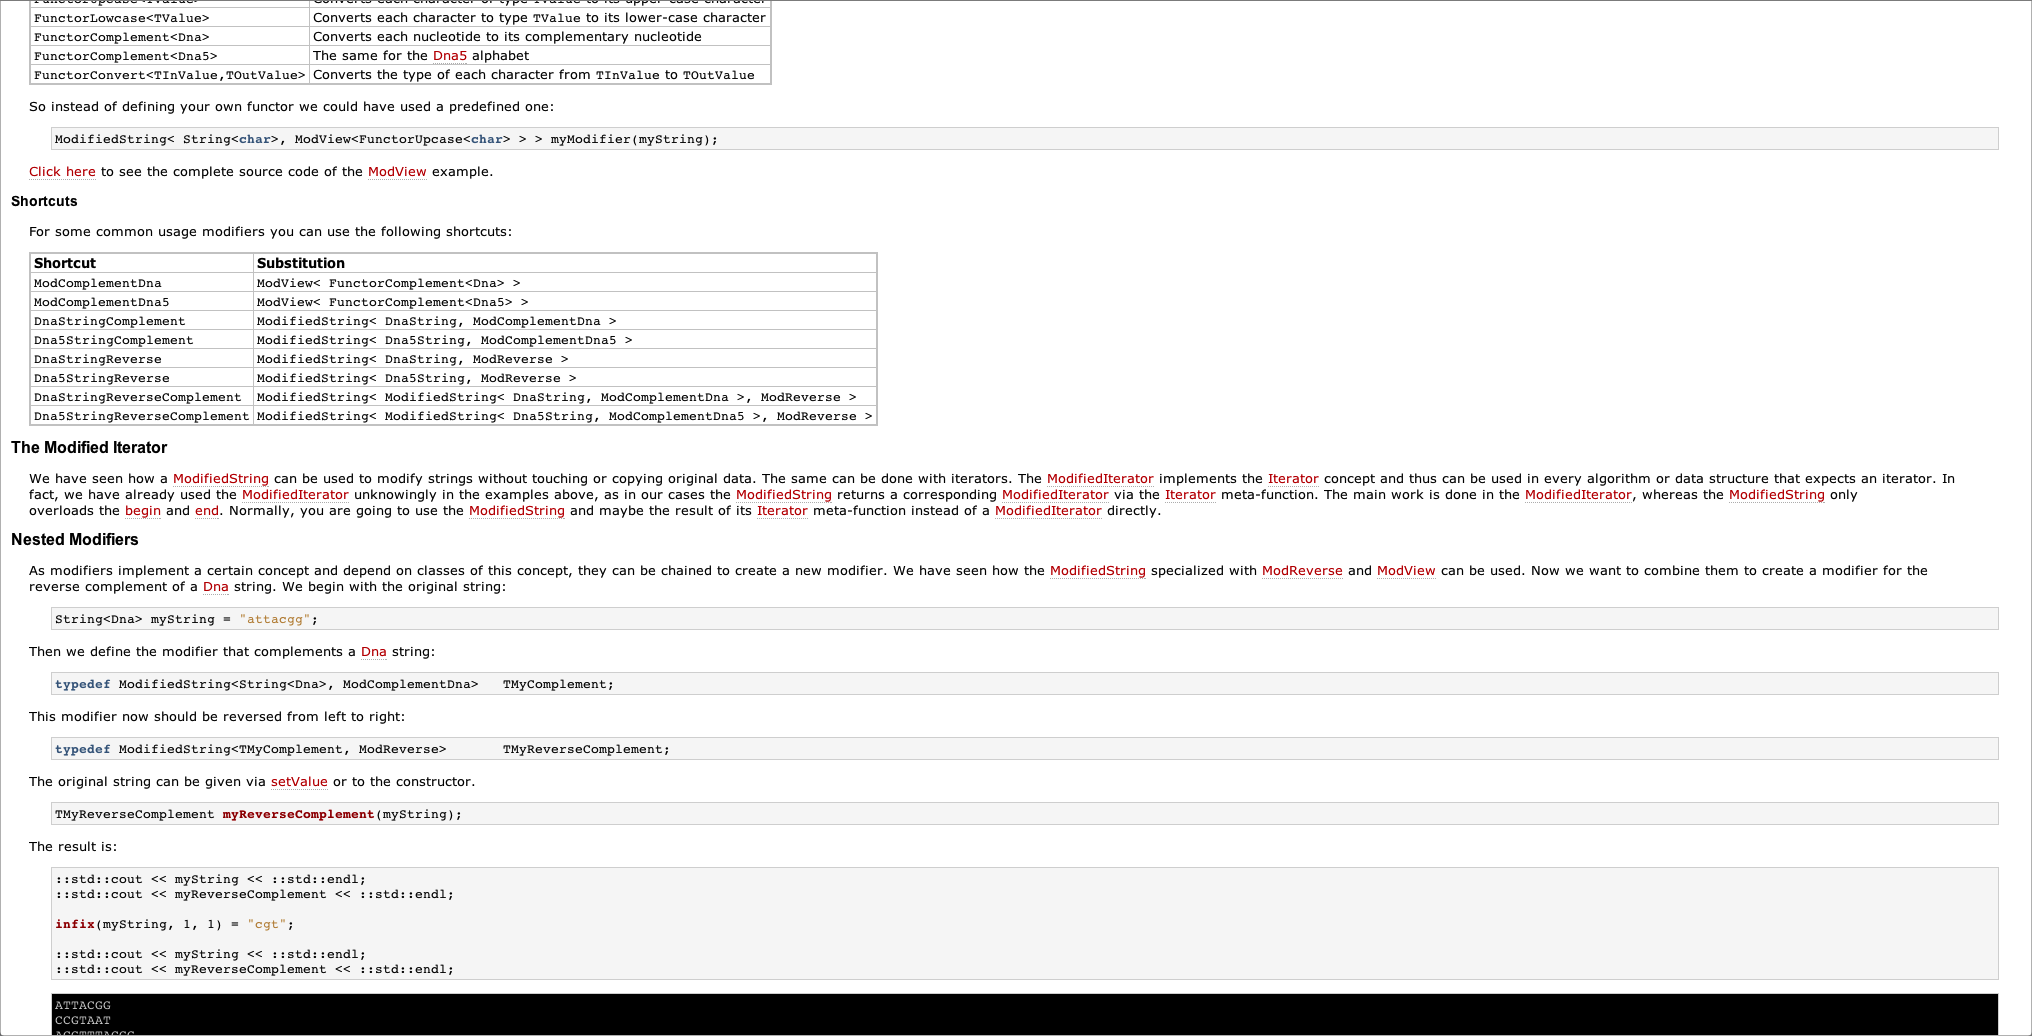 FunctorUpcase<TValue> Converts each character of type TValue to its upper-case character
FunctorLowcase<TValue> Converts each character to type TValue to its lower-case character
FunctorComplement<Dna> Converts each nucleotide to its complementary nucleotide
FunctorComplement<Dna5> The same for the Dna5 alphabet
FunctorConvert<TInValue,TOutValue> Converts the type of each character from TInValue to TOutValue
So instead of defining your own functor we could have used a predefined one:
ModifiedString< String<char>, ModView<FunctorUpcase<char> > > myModifier(myString);
Click here to see the complete source code of the ModView example.
Shortcuts
For some common usage modifiers you can use the following shortcuts:
Shortcut Substitution
ModComplementDna ModView< FunctorComplement<Dna> >
ModComplementDna5 ModView< FunctorComplement<Dna5> >
DnaStringComplement ModifiedString< DnaString, ModComplementDna >
Dna5StringComplement ModifiedString< Dna5String, ModComplementDna5 >
DnaStringReverse ModifiedString< DnaString, ModReverse >
Dna5StringReverse ModifiedString< Dna5String, ModReverse >
DnaStringReverseComplement ModifiedString< ModifiedString< DnaString, ModComplementDna >, ModReverse >
Dna5StringReverseComplement ModifiedString< ModifiedString< Dna5String, ModComplementDna5 >, ModReverse >
The Modified Iterator
We have seen how a ModifiedString can be used to modify strings without touching or copying original data. The same can be done with iterators. The ModifiedIterator implements the Iterator concept and thus can be used in every algorithm or data structure that expects an iterator. In
fact, we have already used the ModifiedIterator unknowingly in the examples above, as in our cases the ModifiedString returns a corresponding ModifiedIterator via the Iterator meta-function. The main work is done in the ModifiedIterator, whereas the ModifiedString only
overloads the begin and end. Normally, you are going to use the ModifiedString and maybe the result of its Iterator meta-function instead of a ModifiedIterator directly.
Nested Modifiers
As modifiers implement a certain concept and depend on classes of this concept, they can be chained to create a new modifier. We have seen how the ModifiedString specialized with ModReverse and ModView can be used. Now we want to combine them to create a modifier for the
reverse complement of a Dna string. We begin with the original string:
String<Dna> myString = "attacgg";
Then we define the modifier that complements a Dna string:
typedef ModifiedString<String<Dna>, ModComplementDna>   TMyComplement;
This modifier now should be reversed from left to right:
typedef ModifiedString<TMyComplement, ModReverse>       TMyReverseComplement;
The original string can be given via setValue or to the constructor.
TMyReverseComplement myReverseComplement(myString);
The result is:
::std::cout << myString << ::std::endl;
::std::cout << myReverseComplement << ::std::endl;
infix(myString, 1, 1) = "cgt";
::std::cout << myString << ::std::endl;
::std::cout << myReverseComplement << ::std::endl;
ATTACGG
CCGTAAT